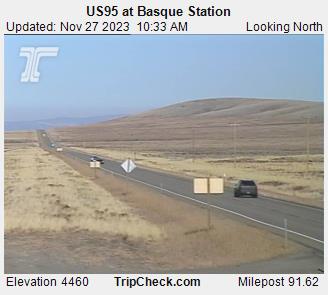 US95 at Basque Station
Updated: Nov 27 2023 10:33 AM Looking North
Elevation 4460 TripCheck.com Milepost 91.62